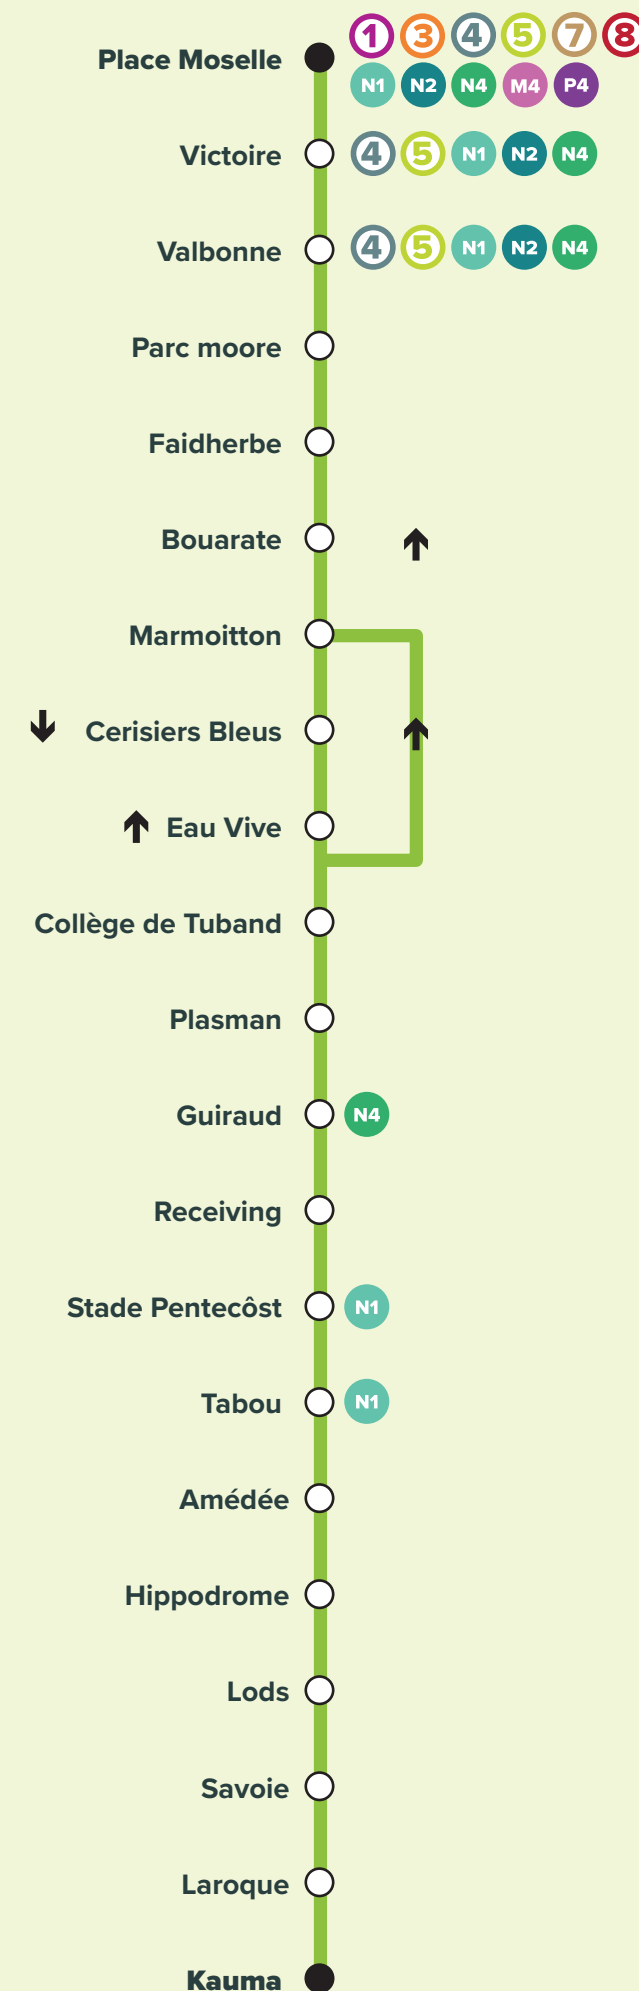 Place Moselle 1 3 4 5 7 8
N1 N2 N4 M4 P4
Victoire 4 5 N1 N2 N4
Valbonne 4 5 N1 N2 N4
Parc moore
Faidherbe
Bouarate
Marmoitton
Cerisiers Bleus
Eau Vive
Collège de Tuband
Plasman
Guiraud N4
Receiving
Stade Pentecôst N1
Tabou N1
Amédée
Hippodrome
Lods
Savoie
Laroque
Kauma